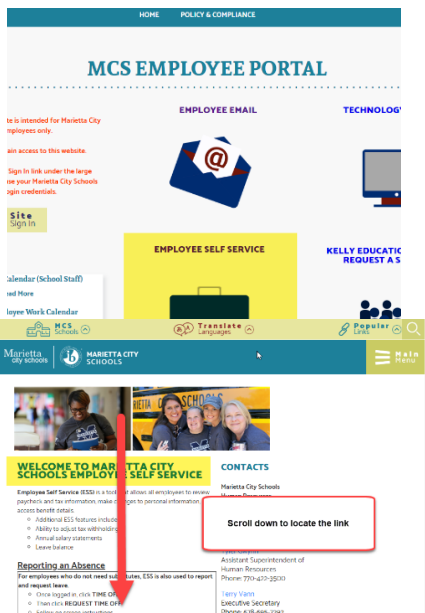 HOME POLICY & COMPLIANCE
MCS EMPLOYEE PORTAL
te is intended for Marietta City
mployees only.
ain access to this website.
Sign In link under the large
use your Marietta City Schools
login credentials.
Site
Sign In
Calendar (School Staff)
ead More
loyee Work Calendar
EMPLOYEE EMAIL
@
TECHNOLOGY
EMPLOYEE SELF SERVICE
KELLY EDUCATIO
REQUEST A S
MCS
Schools
Translate
Languages
Popular
Links
Marietta
city schools
MARIETTA CITY
SCHOOLS
Main
Menu
WELCOME TO MARIETTA CITY
SCHOOLS EMPLOYEE SELF SERVICE
Employee Self Service (ESS) is a tool that allows all employees to review
paycheck and tax information, make changes to personal information
access benefit details.
Additional ESS features include
Ability to adjust tax withholding
Annual salary statements
Leave balance
Reporting an Absence
For employees who do not need substitutes, ESS is also used to report
and request leave.
Once logged in, click TIME OFF
Then click REQUEST TIME OFF
CONTACTS
Marietta City Schools
Human Resources
Scroll down to locate the link
Assistant Superintendent of
Human Resources
Phone: 770-422-3500
Terry Vann
Executive Secretary